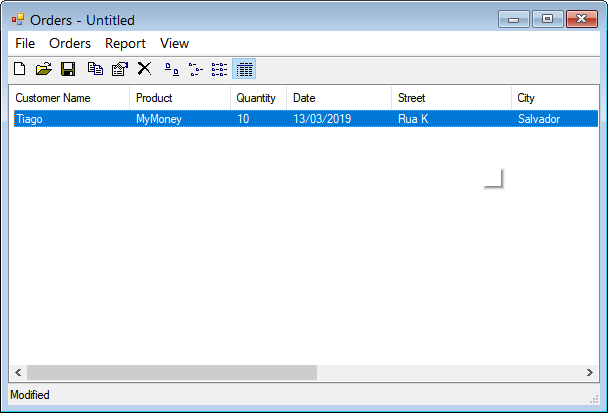 Orders - Untitled
File Orders Report View
Customer Name Product Quantity Date Street City
Tiago MyMoney 10 13/03/2019 Rua K Salvador
Modified